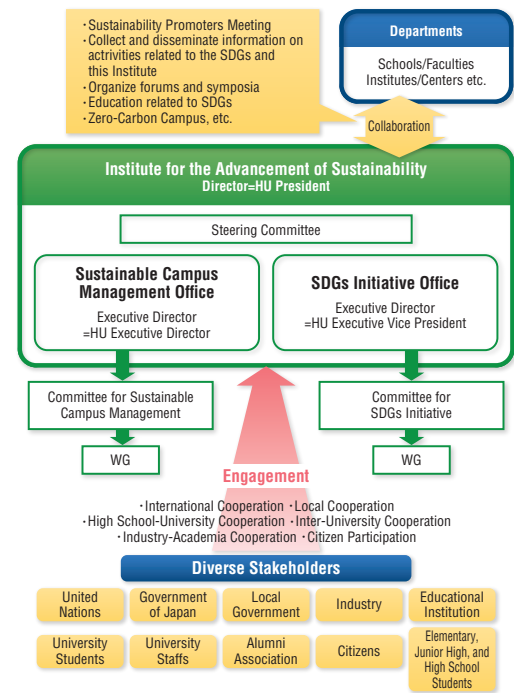 ・Sustainability Promoters Meeting
・Collect and disseminate information on
activities related to the SDGs and
this Institute
・Organize forums and symposia
・Education related to SDGs
・Zero-Carbon Campus, etc.
Departments
Schools/Faculties
Institutes/Centers etc.
Collaboration
Institute for the Advancement of Sustainability
Director=HU President
Steering Committee
Sustainable Campus
Management Office
Executive Director
=HU Executive Director
SDGs Initiative Office
Executive Director
=HU Executive Vice President
Committee for Sustainable
Campus Management
WG
Committee for
SDGs Initiative
WG
Engagement
・International Cooperation ・Local Cooperation
・High School-University Cooperation ・Inter-University Cooperation
・Industry-Academia Cooperation ・Citizen Participation
Diverse Stakeholders
United
Nations
Government
of Japan
Local
Government
Industry
Educational
Institution
University
Students
University
Staffs
Alumni
Association
Citizens
Elementary,
Junior High, and
High School
Students